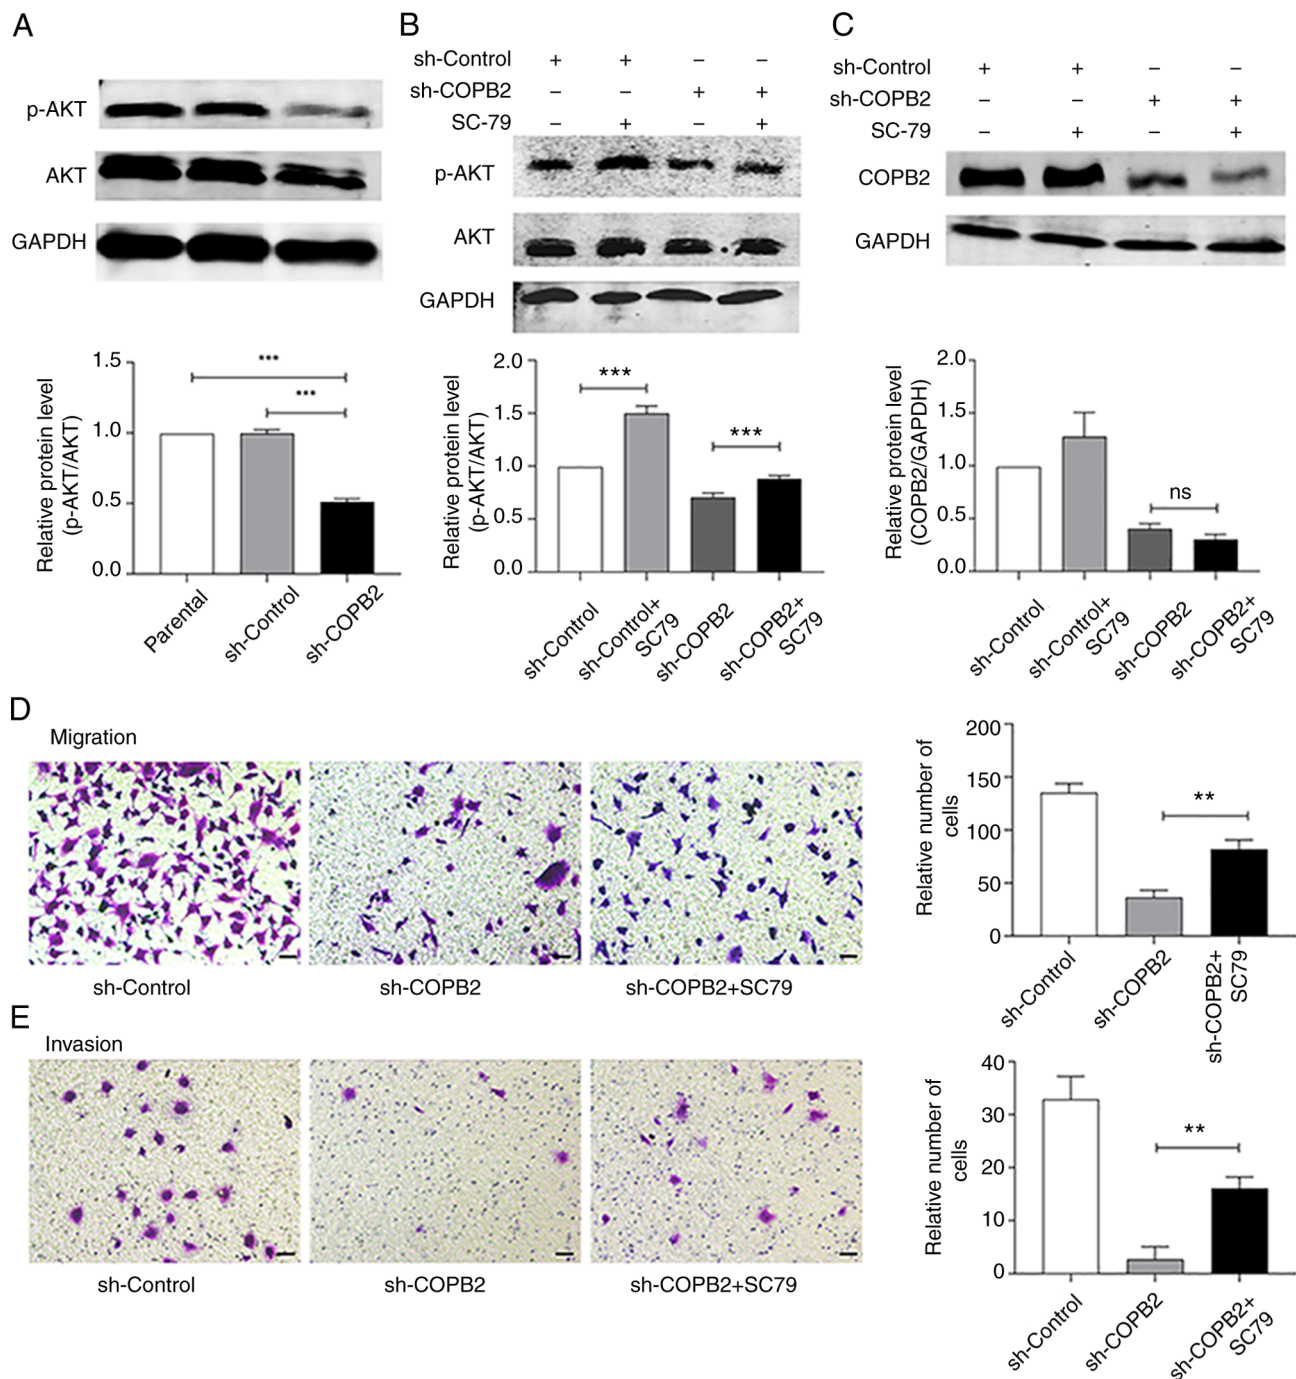 A
p-AKT
AKT
GAPDH
Relative protein level
(p-AKT/AKT)
1.5
1.0
0.5
0.0
***
***
Parental
sh-Control
sh-COPB2
B
sh-Control + + – –
sh-COPB2 – – + +
SC-79 – + – +
p-AKT
AKT
GAPDH
Relative protein level
(p-AKT/AKT)
2.0
1.5
1.0
0.5
0.0
***
***
sh-Control
sh-Control+
SC79
sh-COPB2
sh-COPB2+
SC79
C
sh-Control + + – –
sh-COPB2 – – + +
SC-79 – + – +
COPB2
GAPDH
Relative protein level
(COPB2/GAPDH)
2.0
1.5
1.0
0.5
0.0
ns
sh-Control
sh-Control+
SC79
sh-COPB2
sh-COPB2+
SC79
D
Migration
sh-Control
sh-COPB2
sh-COPB2+SC79
Relative number of
cells
200
150
100
50
0
**
sh-Control
sh-COPB2
sh-COPB2+
SC79
E
Invasion
sh-Control
sh-COPB2
sh-COPB2+SC79
Relative number of
cells
40
30
20
10
0
**
sh-Control
sh-COPB2
sh-COPB2+
SC79